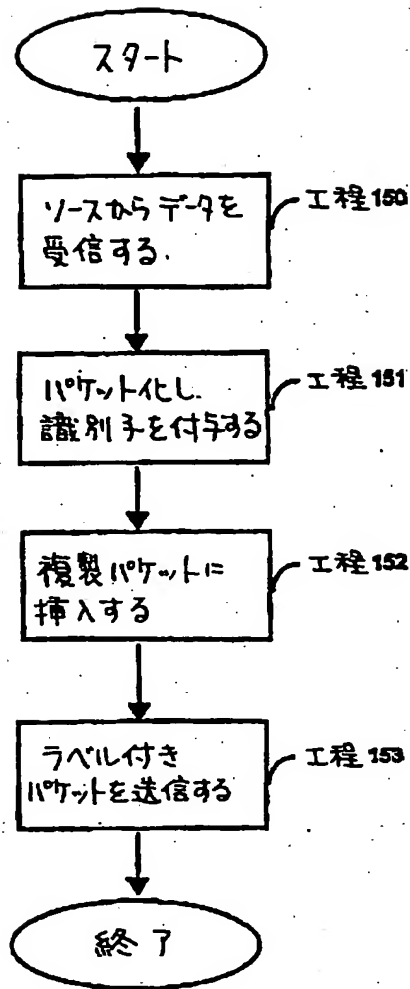 スタート
ソースからデータを
受信する.
工程150
パケット化し.
識別子を付与する
工程151
複製パケットに
挿入する
工程152
ラベル付き
パケットを送信する
工程153
終了